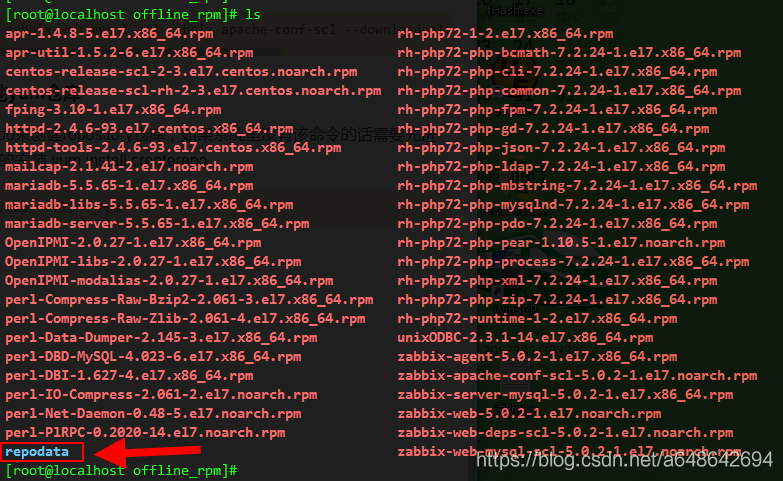 [root@localhost offline_rpm]# ls
apr-1.4.8-5.el7.x86_64.rpm rh-php72-1-2.el7.x86_64.rpm
apr-util-1.5.2-6.el7.x86_64.rpm rh-php72-php-bcmath-7.2.24-1.el7.x86_64.rpm
centos-release-scl-2-3.el7.centos.noarch.rpm rh-php72-php-cli-7.2.24-1.el7.x86_64.rpm
centos-release-scl-rh-2-3.el7.centos.noarch.rpm rh-php72-php-common-7.2.24-1.el7.x86_64.rpm
fping-3.10-1.el7.x86_64.rpm rh-php72-php-fpm-7.2.24-1.el7.x86_64.rpm
httpd-2.4.6-93.el7.centos.x86_64.rpm rh-php72-php-gd-7.2.24-1.el7.x86_64.rpm
httpd-tools-2.4.6-93.el7.centos.x86_64.rpm rh-php72-php-json-7.2.24-1.el7.x86_64.rpm
mailcap-2.1.41-2.el7.noarch.rpm rh-php72-php-ldap-7.2.24-1.el7.x86_64.rpm
mariadb-5.5.65-1.el7.x86_64.rpm rh-php72-php-mbstring-7.2.24-1.el7.x86_64.rpm
mariadb-libs-5.5.65-1.el7.x86_64.rpm rh-php72-php-mysqlnd-7.2.24-1.el7.x86_64.rpm
mariadb-server-5.5.65-1.el7.x86_64.rpm rh-php72-php-pdo-7.2.24-1.el7.x86_64.rpm
OpenIPMI-2.0.27-1.el7.x86_64.rpm rh-php72-php-pear-1.10.5-1.el7.noarch.rpm
OpenIPMI-libs-2.0.27-1.el7.x86_64.rpm rh-php72-php-process-7.2.24-1.el7.x86_64.rpm
OpenIPMI-modalias-2.0.27-1.el7.x86_64.rpm rh-php72-php-xml-7.2.24-1.el7.x86_64.rpm
perl-Compress-Raw-Bzip2-2.061-3.el7.x86_64.rpm rh-php72-php-zip-7.2.24-1.el7.x86_64.rpm
perl-Compress-Raw-Zlib-2.061-4.el7.x86_64.rpm rh-php72-runtime-1-2.el7.x86_64.rpm
perl-Data-Dumper-2.145-3.el7.x86_64.rpm unixODBC-2.3.1-14.el7.x86_64.rpm
perl-DBD-MySQL-4.023-6.el7.x86_64.rpm zabbix-agent-5.0.2-1.el7.x86_64.rpm
perl-DBI-1.627-4.el7.x86_64.rpm zabbix-apache-conf-scl-5.0.2-1.el7.noarch.rpm
perl-IO-Compress-2.061-2.el7.noarch.rpm zabbix-server-mysql-5.0.2-1.el7.x86_64.rpm
perl-Net-Daemon-0.48-5.el7.noarch.rpm zabbix-web-5.0.2-1.el7.noarch.rpm
perl-PlRPC-0.2020-14.el7.noarch.rpm zabbix-web-deps-scl-5.0.2-1.el7.noarch.rpm
repodata zabbix-web-mysql-scl-5.0.2-1.el7.noarch.rpm
[root@localhost offline_rpm]#
https://blog.csdn.net/a648642694